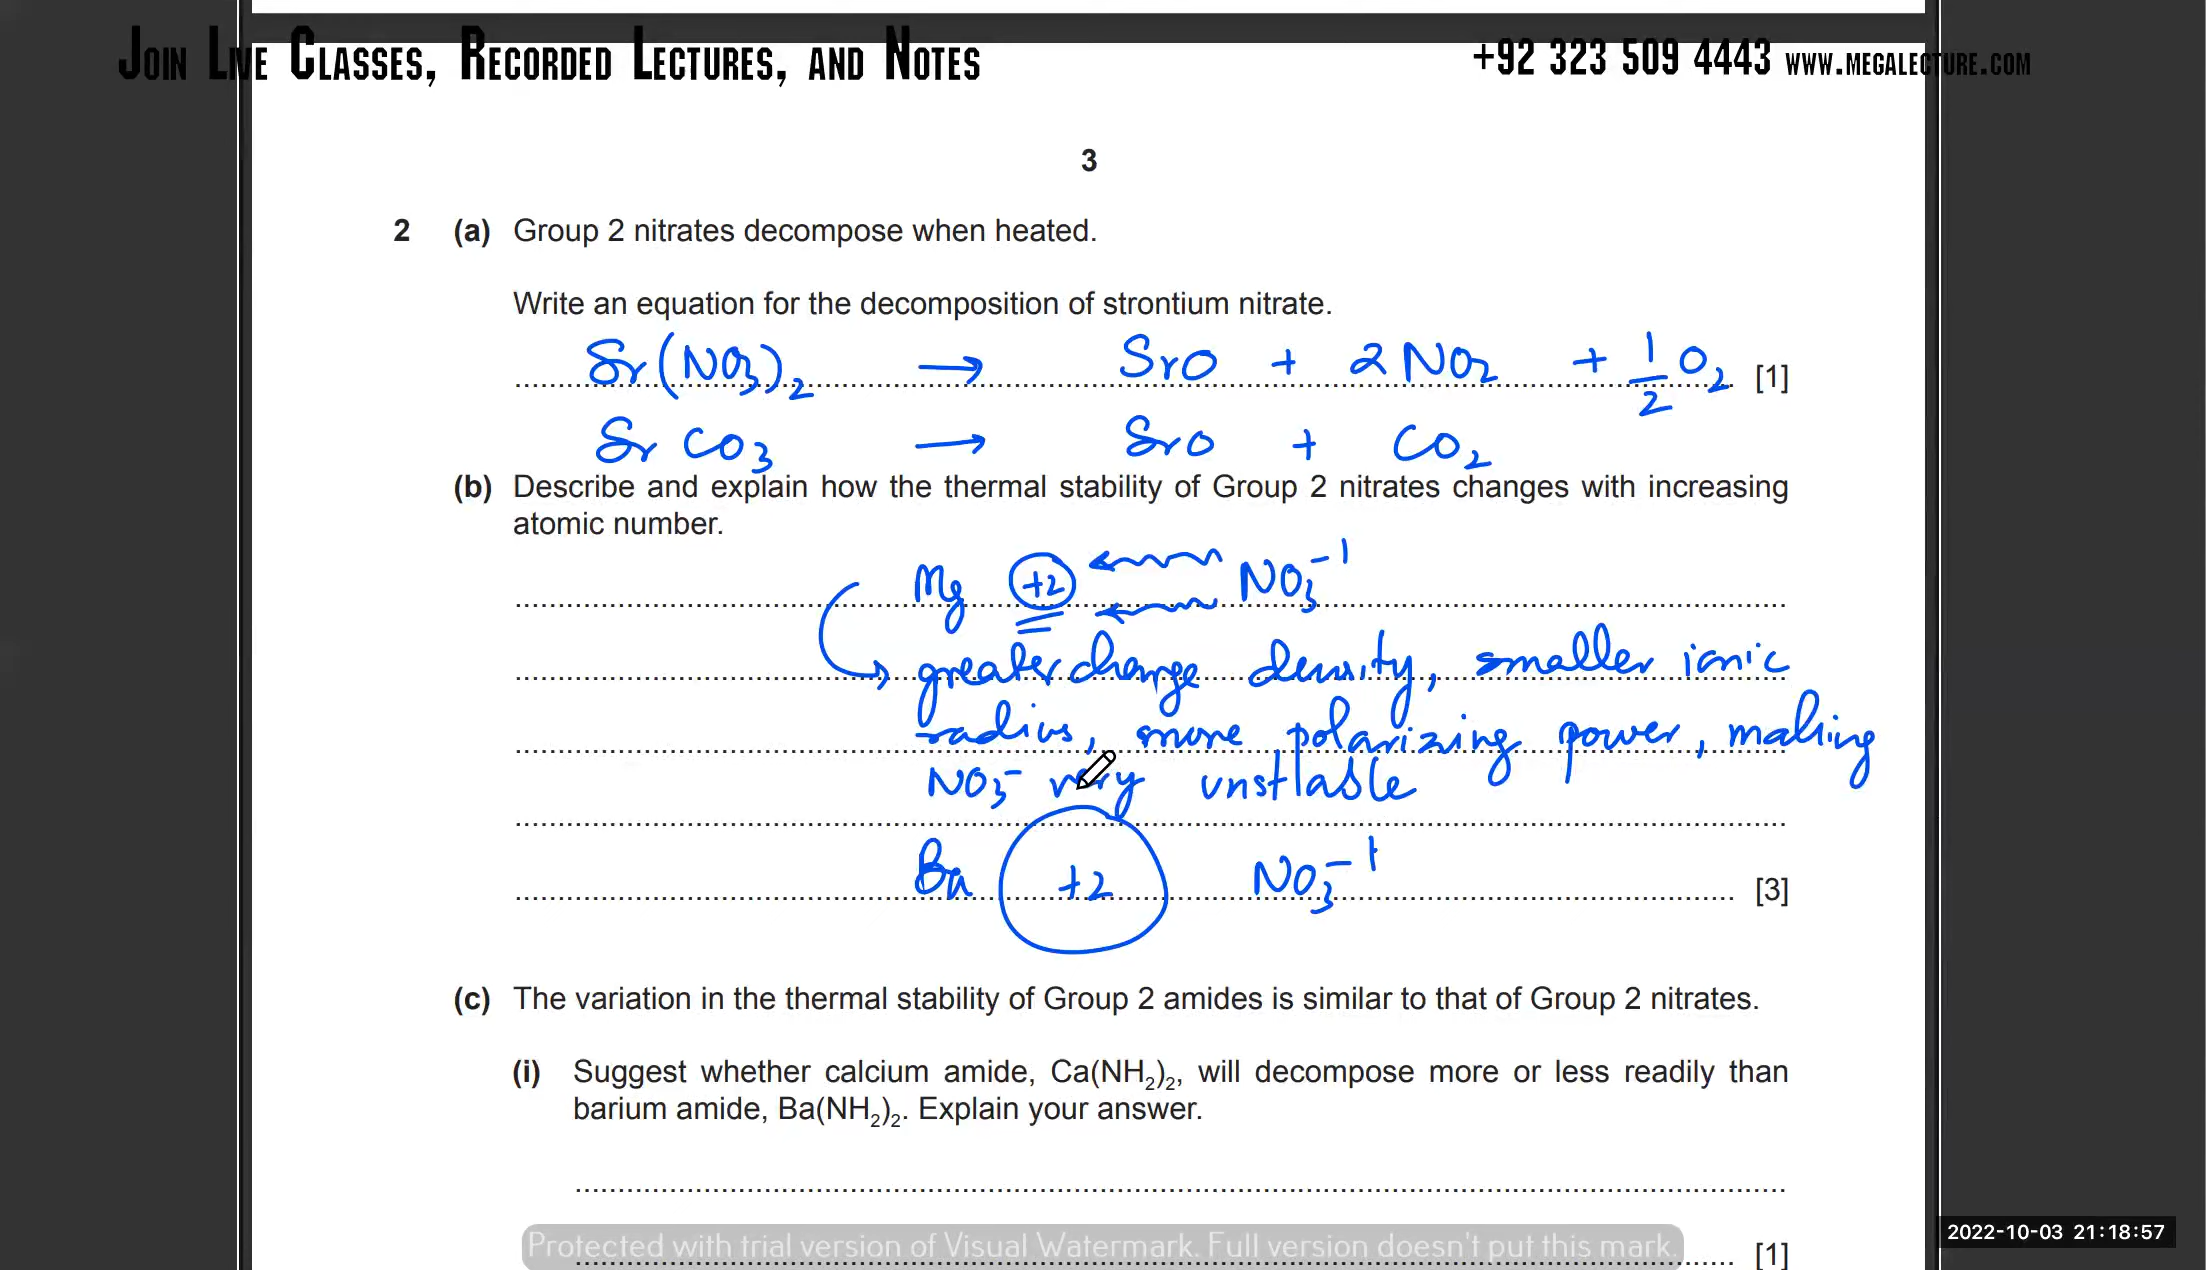 JOIN LIVE CLASSES, RECORDED LECTURES, AND NOTES
+92 323 509 4443 WWW.MEGALECTURE.COM
3
2 (a) Group 2 nitrates decompose when heated.
Write an equation for the decomposition of strontium nitrate.
Sr(NO3)2 → SrO + 2NO2 + 1/2 O2 [1]
SrCO3 → SrO + CO2
(b) Describe and explain how the thermal stability of Group 2 nitrates changes with increasing
atomic number.
Mg +2 NO3 -1
greater charge density, smaller ionic
radius, more polarizing power, making
NO3- very unstlable
Ba +2 NO3 -1
[3]
(c) The variation in the thermal stability of Group 2 amides is similar to that of Group 2 nitrates.
(i) Suggest whether calcium amide, Ca(NH2)2, will decompose more or less readily than
barium amide, Ba(NH2)2. Explain your answer.
Protected with trial version of Visual Watermark. Full version doesn't put this mark.
[1]
2022-10-03 21:18:57